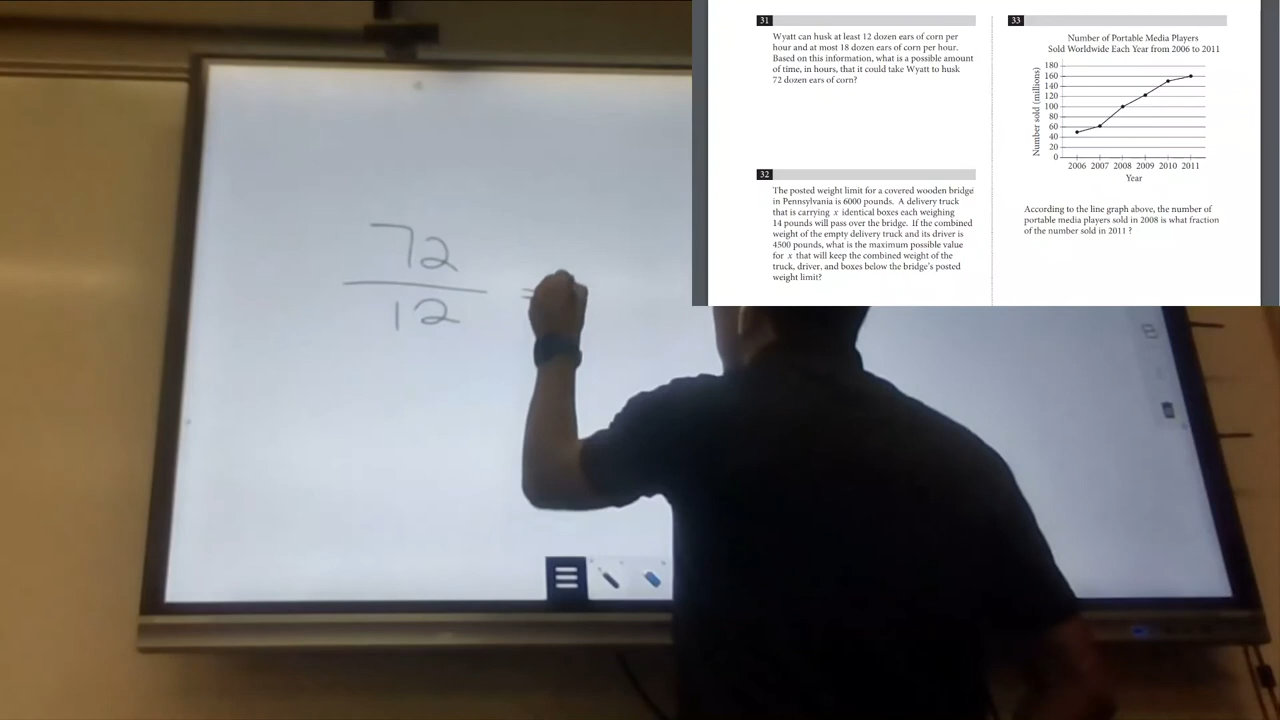 72
12
=
31
Wyatt can husk at least 12 dozen ears of corn per
hour and at most 18 dozen ears of corn per hour.
Based on this information, what is a possible amount
of time, in hours, that it could take Wyatt to husk
72 dozen ears of corn?
32
The posted weight limit for a covered wooden bridge
in Pennsylvania is 6000 pounds. A delivery truck
that is carrying x identical boxes each weighing
14 pounds will pass over the bridge. If the combined
weight of the empty delivery truck and its driver is
4500 pounds, what is the maximum possible value
for x that will keep the combined weight of the
truck, driver, and boxes below the bridge's posted
weight limit?
33
Number of Portable Media Players
Sold Worldwide Each Year from 2006 to 2011
Number sold (millions)
180
160
140
120
100
80
60
40
20
0
2006 2007 2008 2009 2010 2011
Year
According to the line graph above, the number of
portable media players sold in 2008 is what fraction
of the number sold in 2011 ?